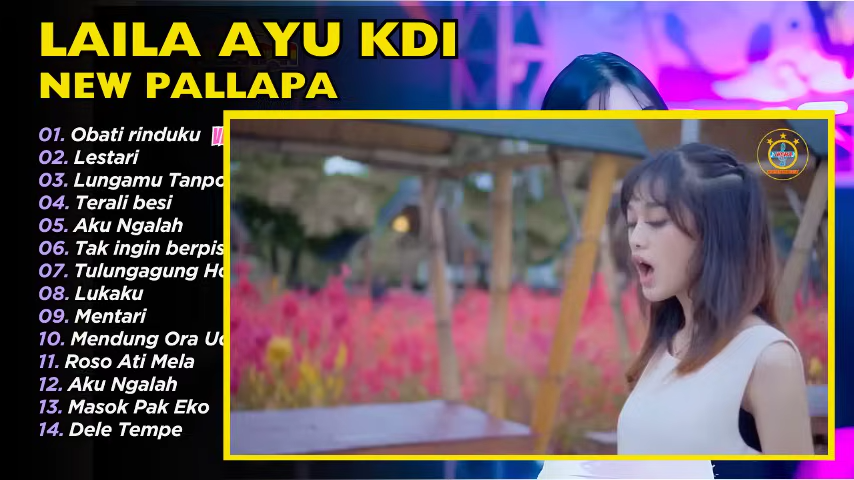 LAILA AYU KDI
NEW PALLAPA
01. Obati rinduku
02. Lestari
03. Lungamu Tanpo
04. Terali besi
05. Aku Ngalah
06. Tak ingin berpis
07. Tulungagung
08. Lukaku
09. Mentari
10. Mendung Ora
11. Roso Ati Mela
12. Aku Ngalah
13. Masok Pak Eko
14. Dele Tempe